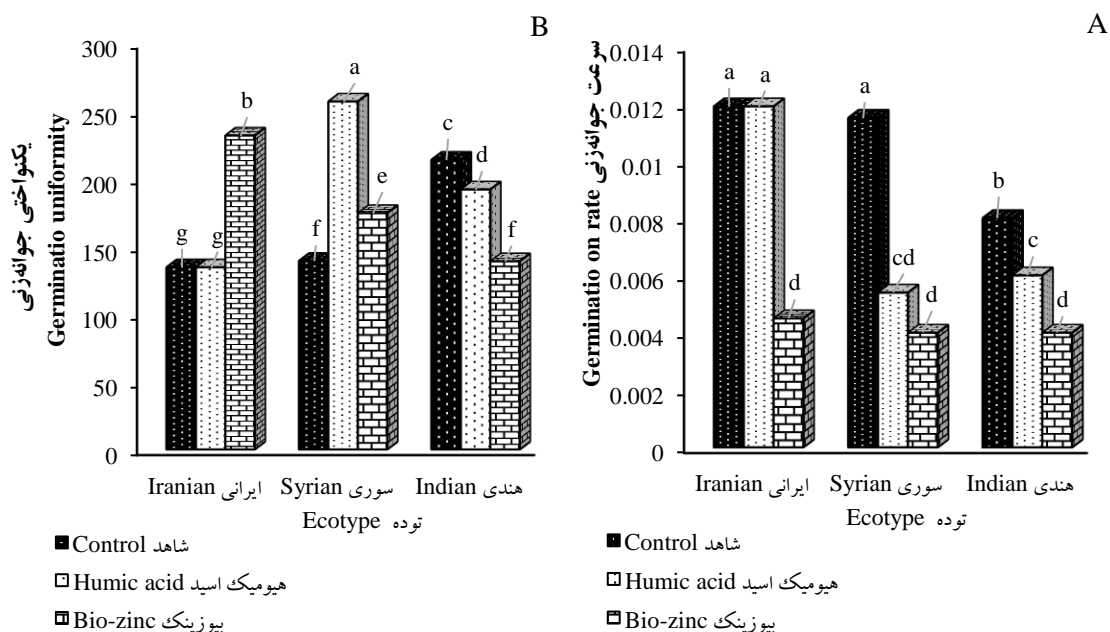 B
یکنواختی جوانه‌زنی
Germinatio uniformity
300
250
200
150
100
50
0
g
g
b
f
a
e
c
d
f
Iranian ایرانی
Syrian سوری
Indian هندی
Ecotype توده
Control شاهد
Humic acid هیومیک اسید
Bio-zinc بیوزینک
A
Germinatio on rate سرعت جوانه‌زنی
0.014
0.012
0.01
0.008
0.006
0.004
0.002
0
a
a
d
a
cd
d
b
c
d
Iranian ایرانی
Syrian سوری
Indian هندی
Ecotype توده
Control شاهد
Humic acid هیومیک اسید
Bio-zinc بیوزینک